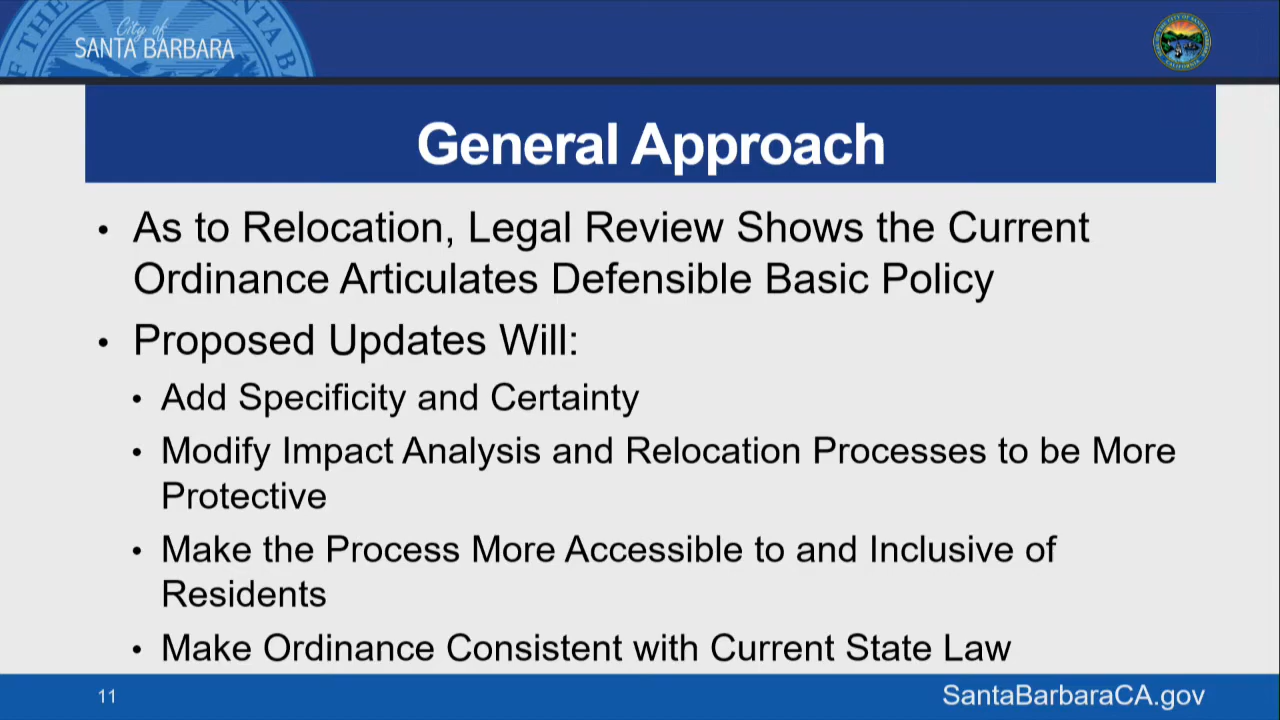 City of
SANTA BARBARA
General Approach
• As to Relocation, Legal Review Shows the Current
Ordinance Articulates Defensible Basic Policy
• Proposed Updates Will:
• Add Specificity and Certainty
• Modify Impact Analysis and Relocation Processes to be More
Protective
• Make the Process More Accessible to and Inclusive of
Residents
• Make Ordinance Consistent with Current State Law
11
SantaBarbaraCA.gov